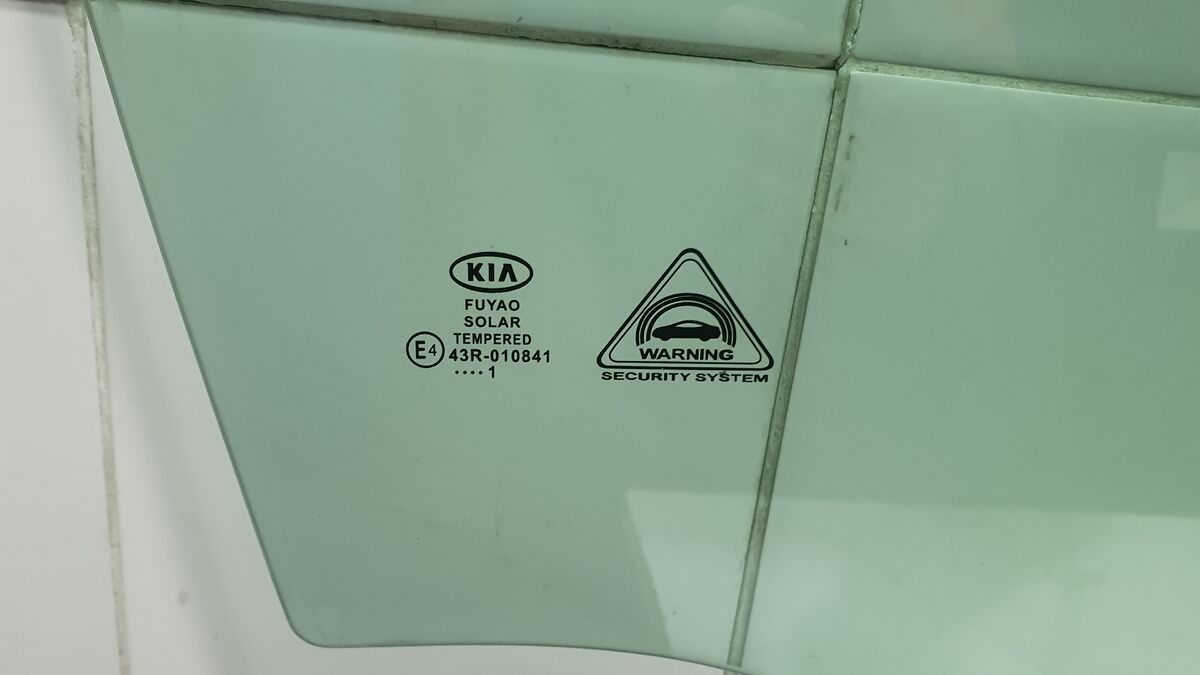 KIA
FUYAO
SOLAR
TEMPERED
E4 43R-010841
....1
WARNING
SECURITY SYSTEM